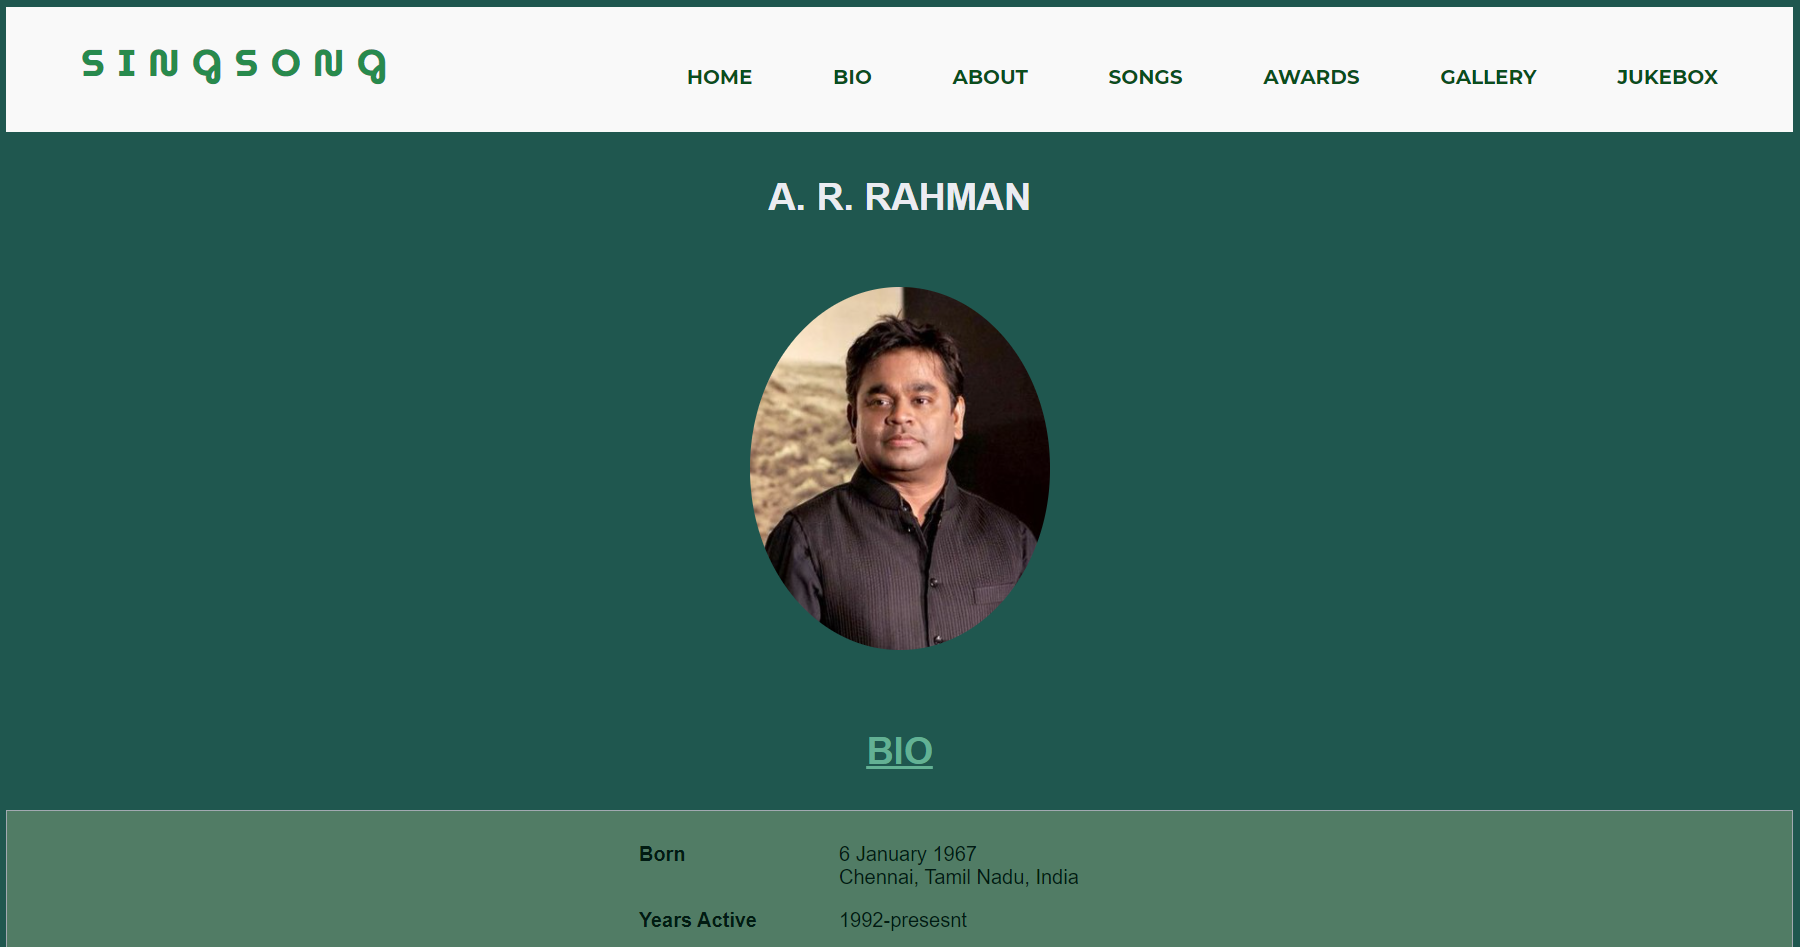 SINGSONG
HOME BIO ABOUT SONGS AWARDS GALLERY JUKEBOX
A. R. RAHMAN
BIO
Born 6 January 1967
Chennai, Tamil Nadu, India
Years Active 1992-presesnt